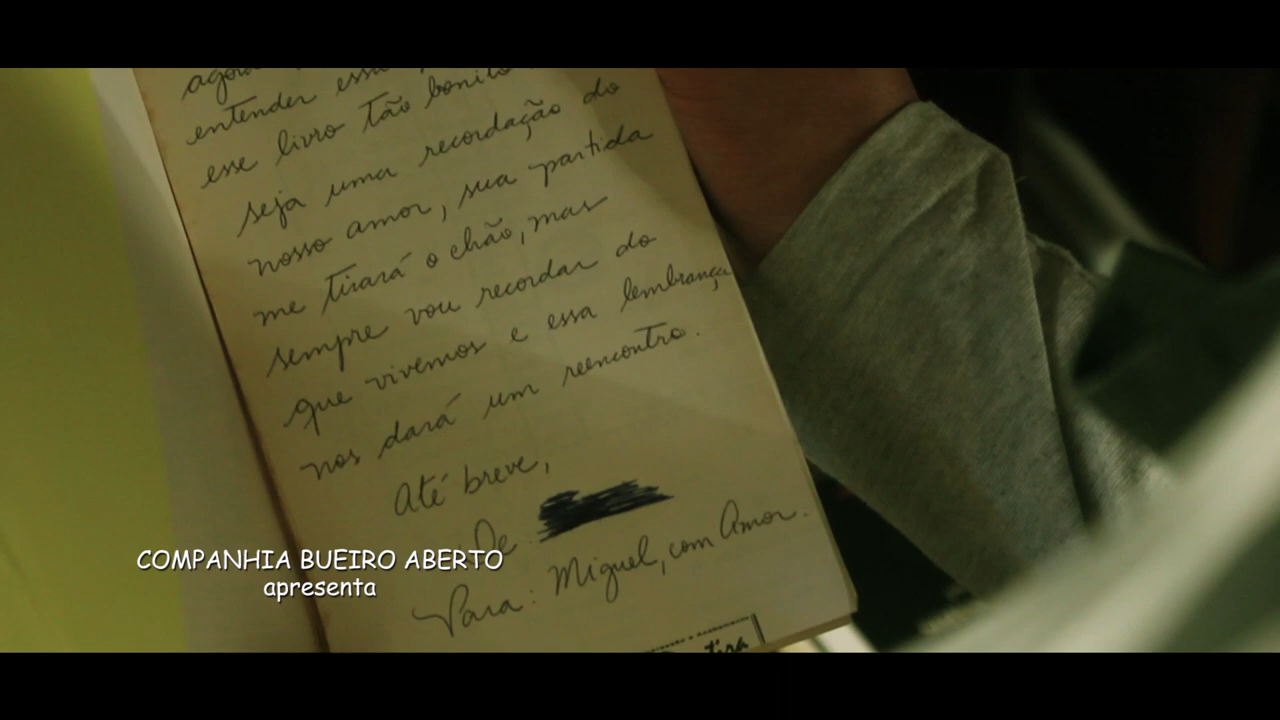 agora
entender essa
esse livro tão bonito
seja uma recordação do
nosso amor, sua partida
me tirará o chão, mas
sempre vou recordar do
que vivemos e essa lembrança
nos dará um reencontro.
Até breve,
De
Para: Miguel, com Amor.
COMPANHIA BUEIRO ABERTO
apresenta